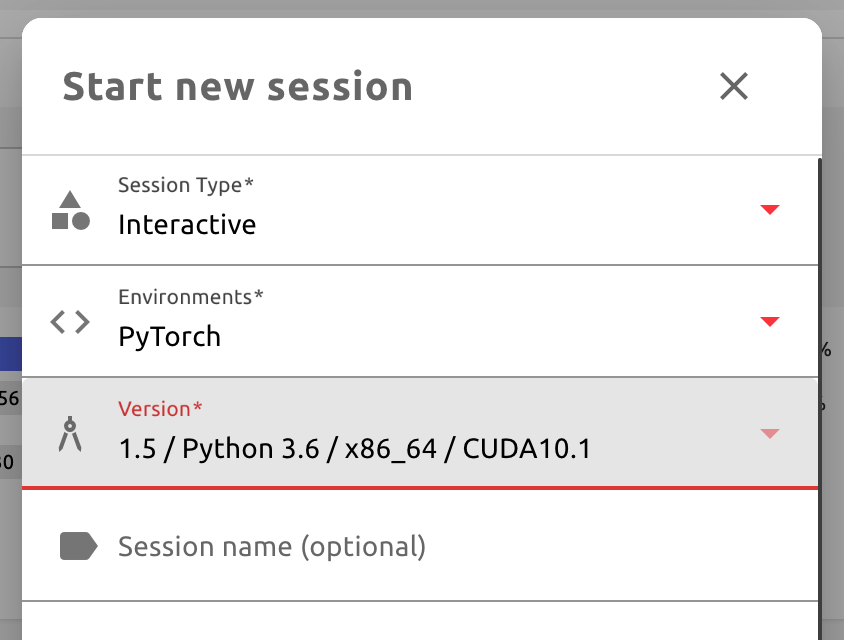 Start new session
Session Type*
Interactive
Environments*
PyTorch
Version*
1.5 / Python 3.6 / x86_64 / CUDA10.1
Session name (optional)
%
56